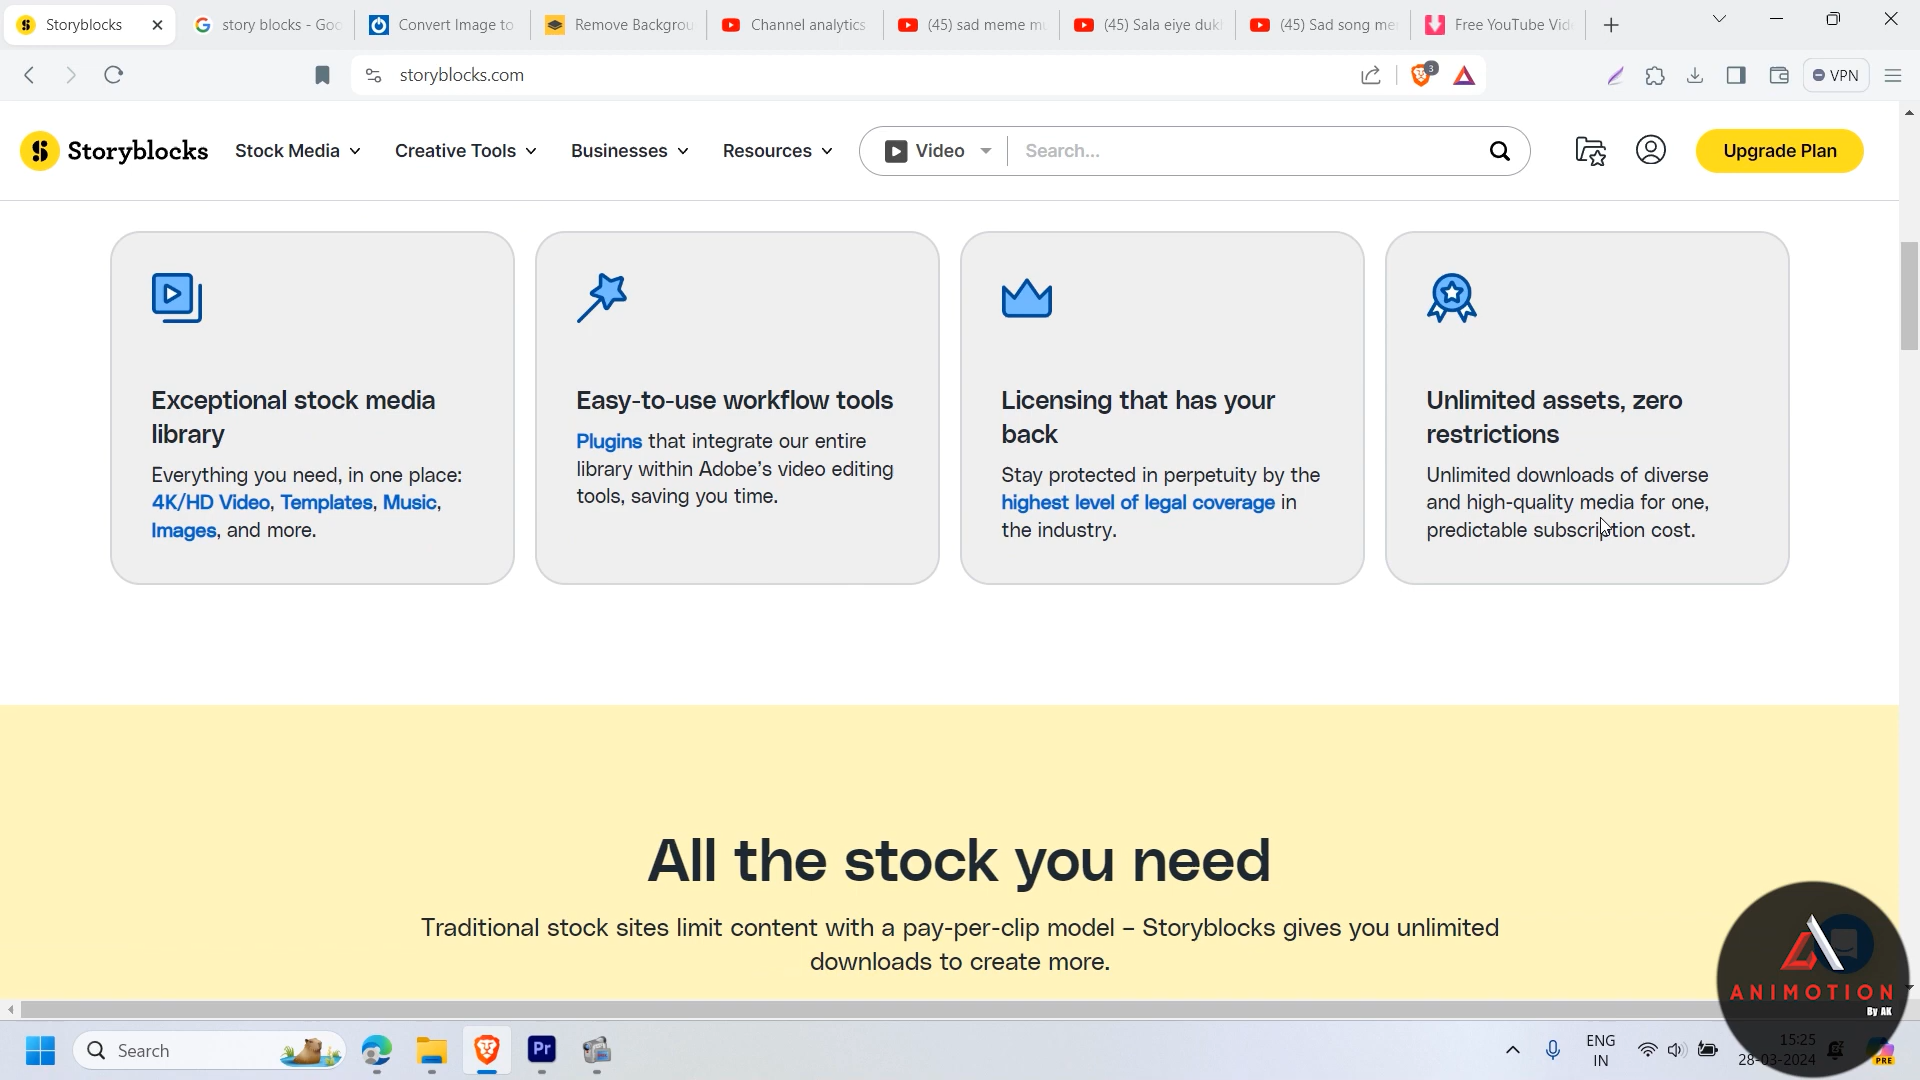 Storyblocks
story blocks - Goo
Convert Image to
Remove Backgrou
Channel analytics
(45) sad meme mu
(45) Sala eiye dukh
(45) Sad song me
Free YouTube Vid
storyblocks.com
3
VPN
Storyblocks
Stock Media
Creative Tools
Businesses
Resources
Video
Search...
Upgrade Plan
Exceptional stock media
library
Everything you need, in one place:
4K/HD Video, Templates, Music,
Images, and more.
Easy-to-use workflow tools
Plugins that integrate our entire
library within Adobe’s video editing
tools, saving you time.
Licensing that has your
back
Stay protected in perpetuity by the
highest level of legal coverage in
the industry.
Unlimited assets, zero
restrictions
Unlimited downloads of diverse
and high-quality media for one,
predictable subscription cost.
All the stock you need
Traditional stock sites limit content with a pay-per-clip model – Storyblocks gives you unlimited
downloads to create more.
ANIMOTION
By AK
Search
Pr
ENG
IN
15:25
28-03-2024
PRE